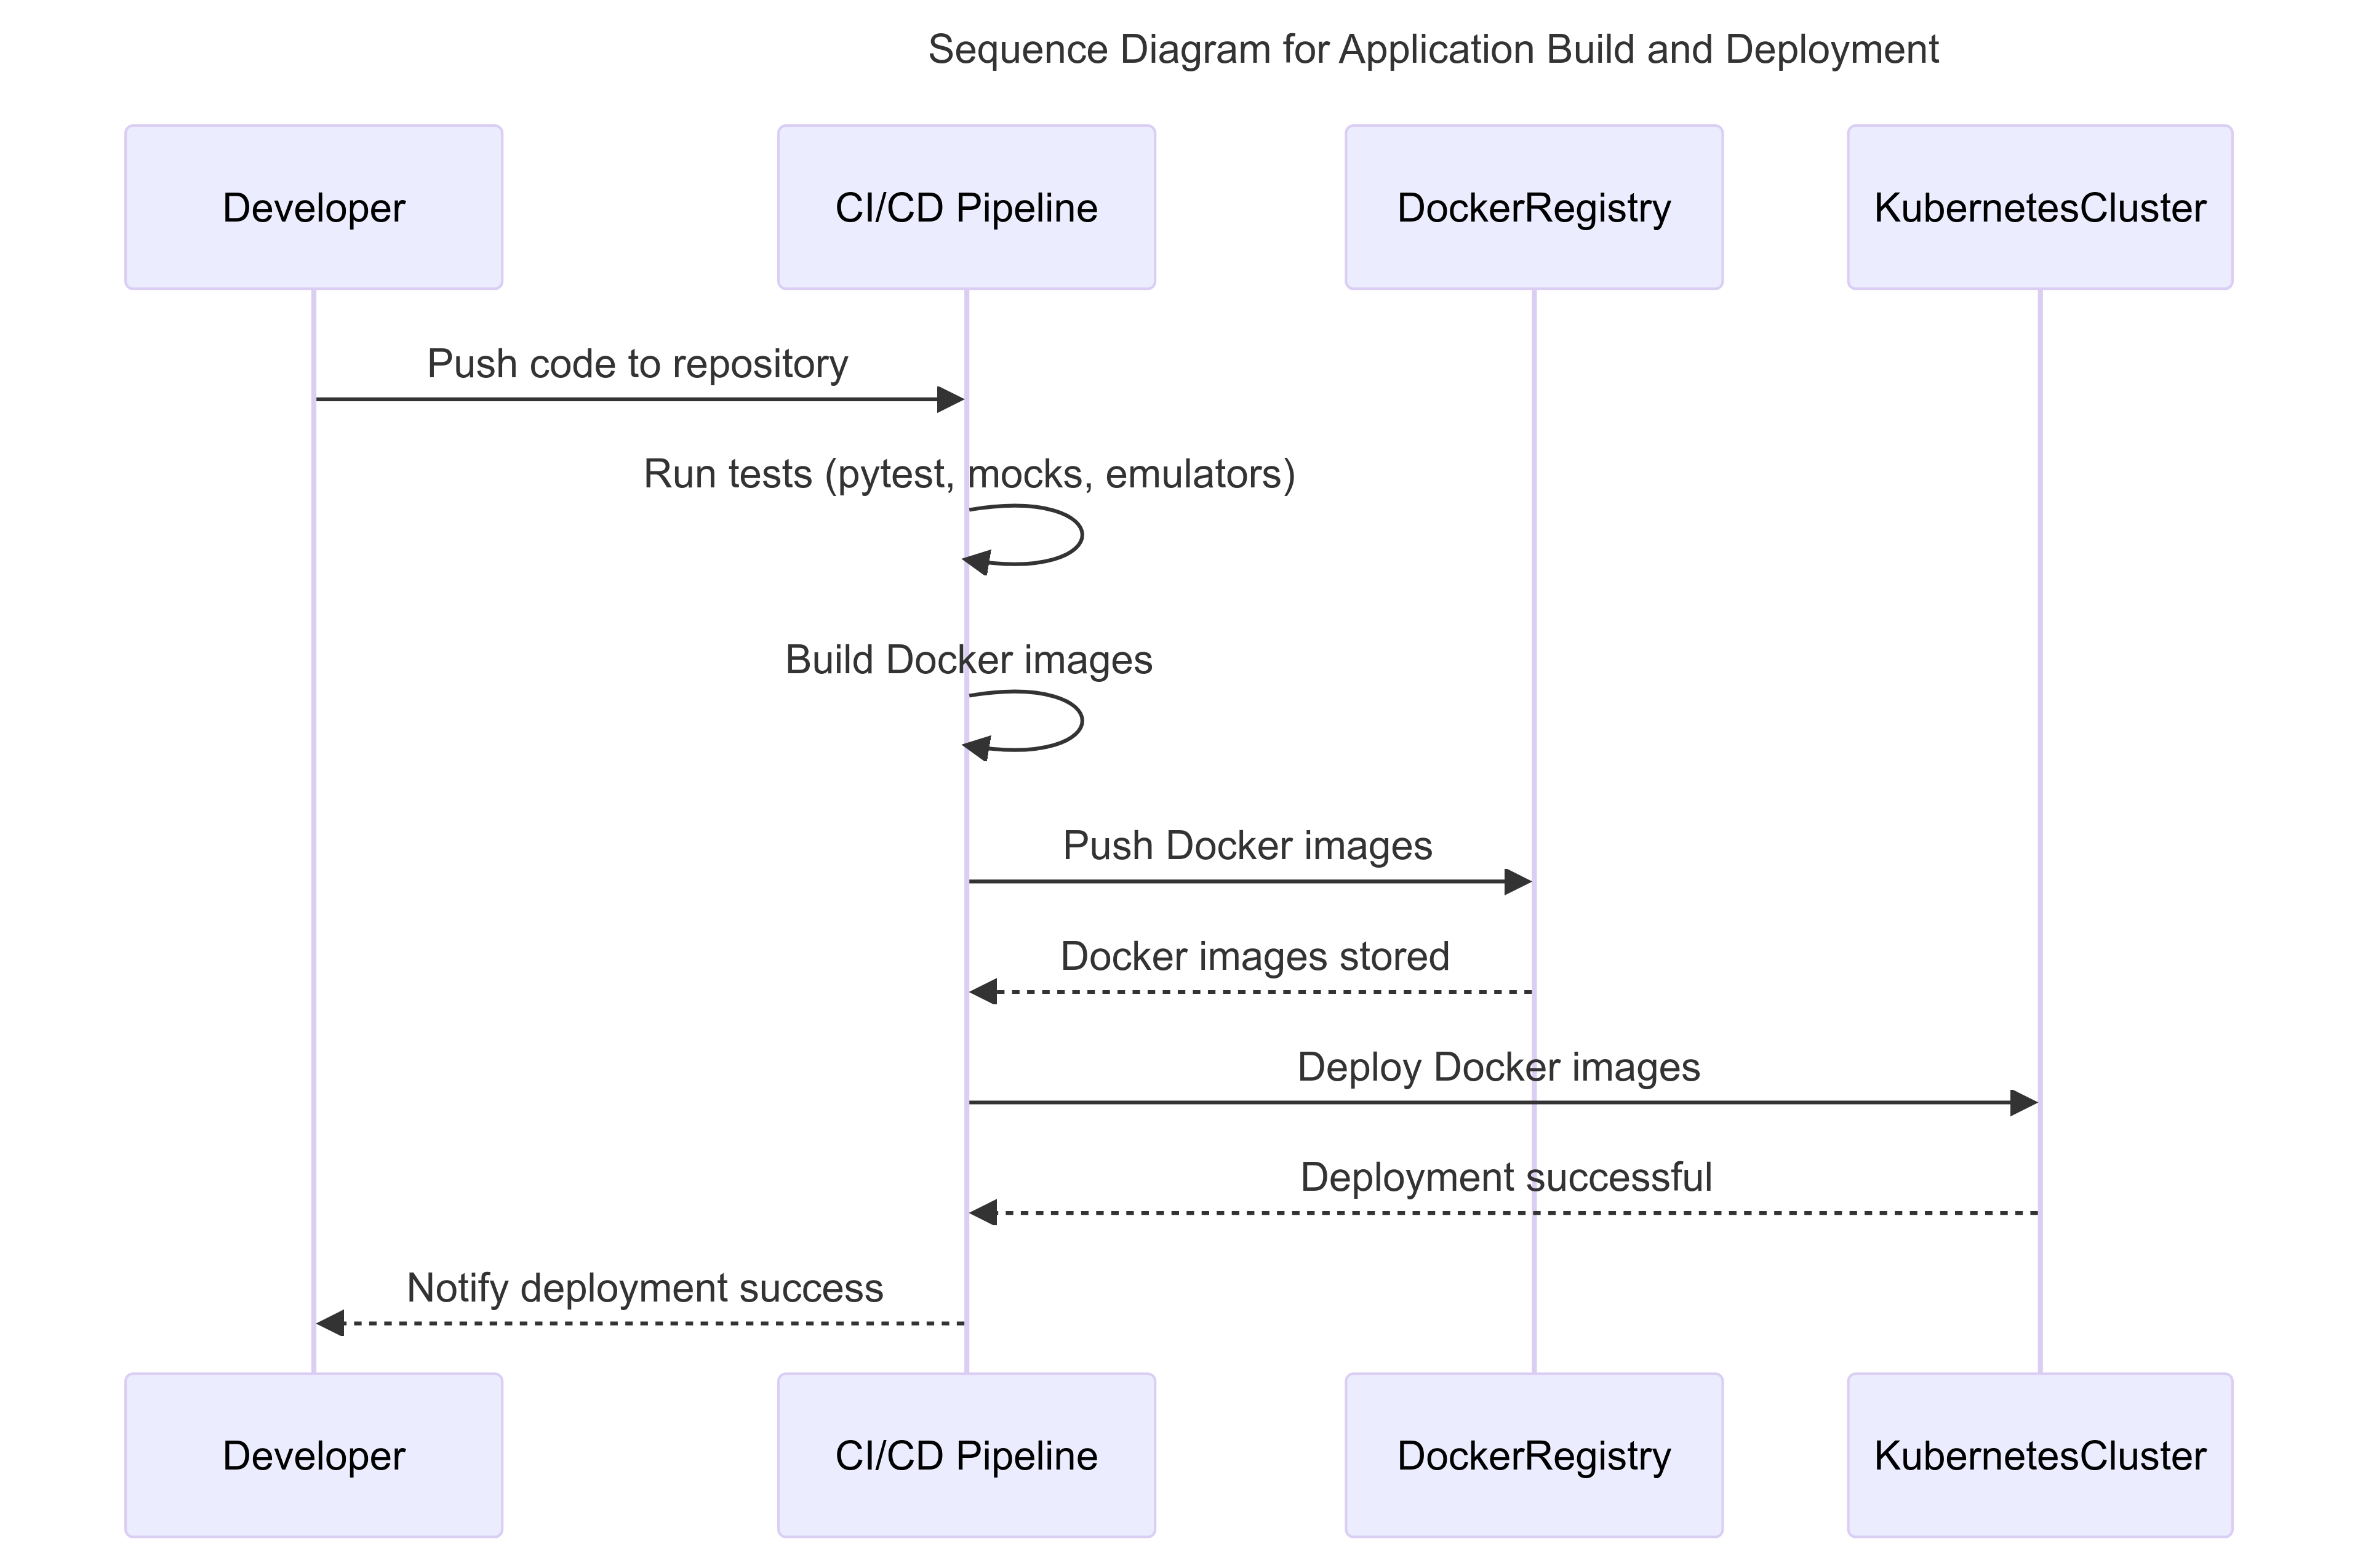 Sequence Diagram for Application Build and Deployment
Developer
CI/CD Pipeline
DockerRegistry
KubernetesCluster
Push code to repository
Run tests (pytest, mocks, emulators)
Build Docker images
Push Docker images
Docker images stored
Deploy Docker images
Deployment successful
Notify deployment success
Developer
CI/CD Pipeline
DockerRegistry
KubernetesCluster